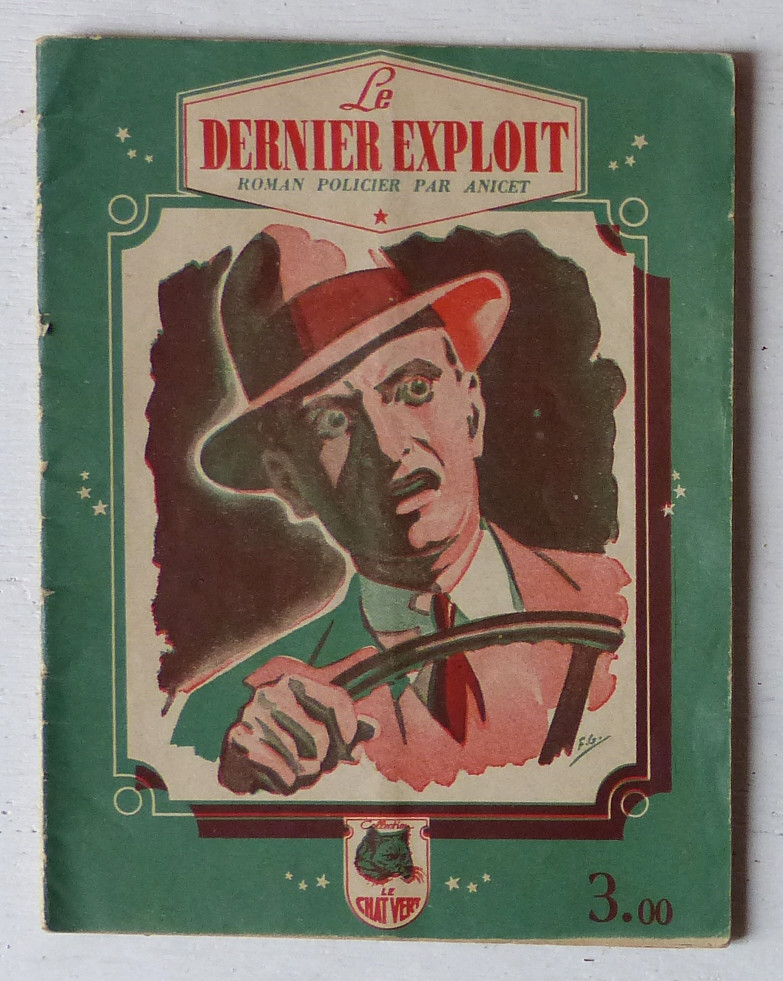 Le
DERNIER EXPLOIT
ROMAN POLICIER PAR ANICET
F.G.
Collection
LE
CHAT VERT
3.00